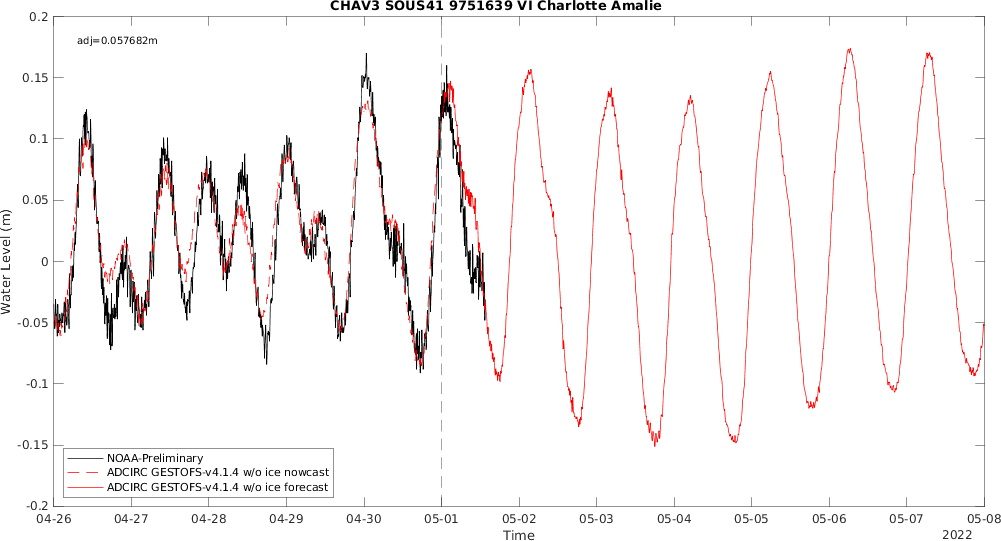 CHAV3 SOUS41 9751639 VI Charlotte Amalie
adj=0.057682m
0.2
0.15
0.1
0.05
0
-0.05
-0.1
-0.15
-0.2
Water Level (m)
NOAA-Preliminary
ADCIRC GESTOFS-v4.1.4 w/o ice nowcast
ADCIRC GESTOFS-v4.1.4 w/o ice forecast
04-26 04-27 04-28 04-29 04-30 05-01 05-02 05-03 05-04 05-05 05-06 05-07 05-08
Time
2022